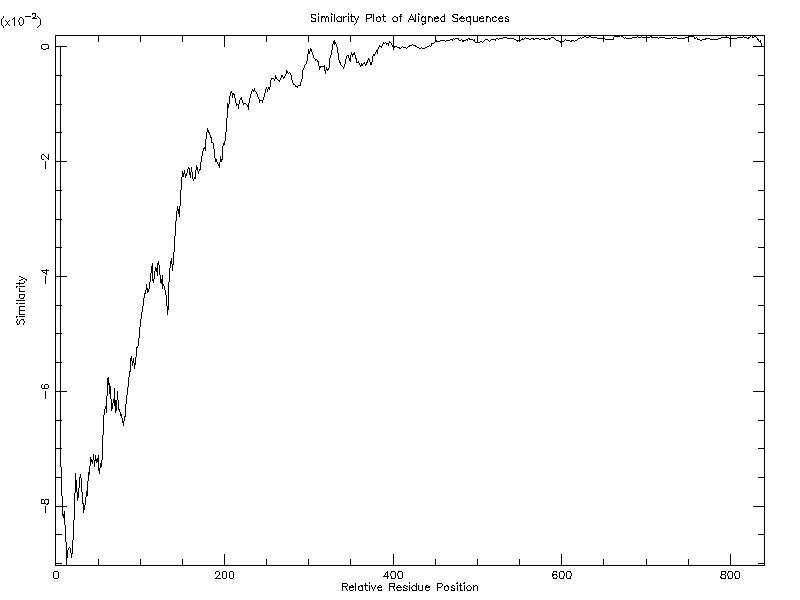 Similarity Plot of Aligned Sequences
(x10⁻²)
0
−2
−4
−6
−8
Similarity
0 200 400 600 800
Relative Residue Position